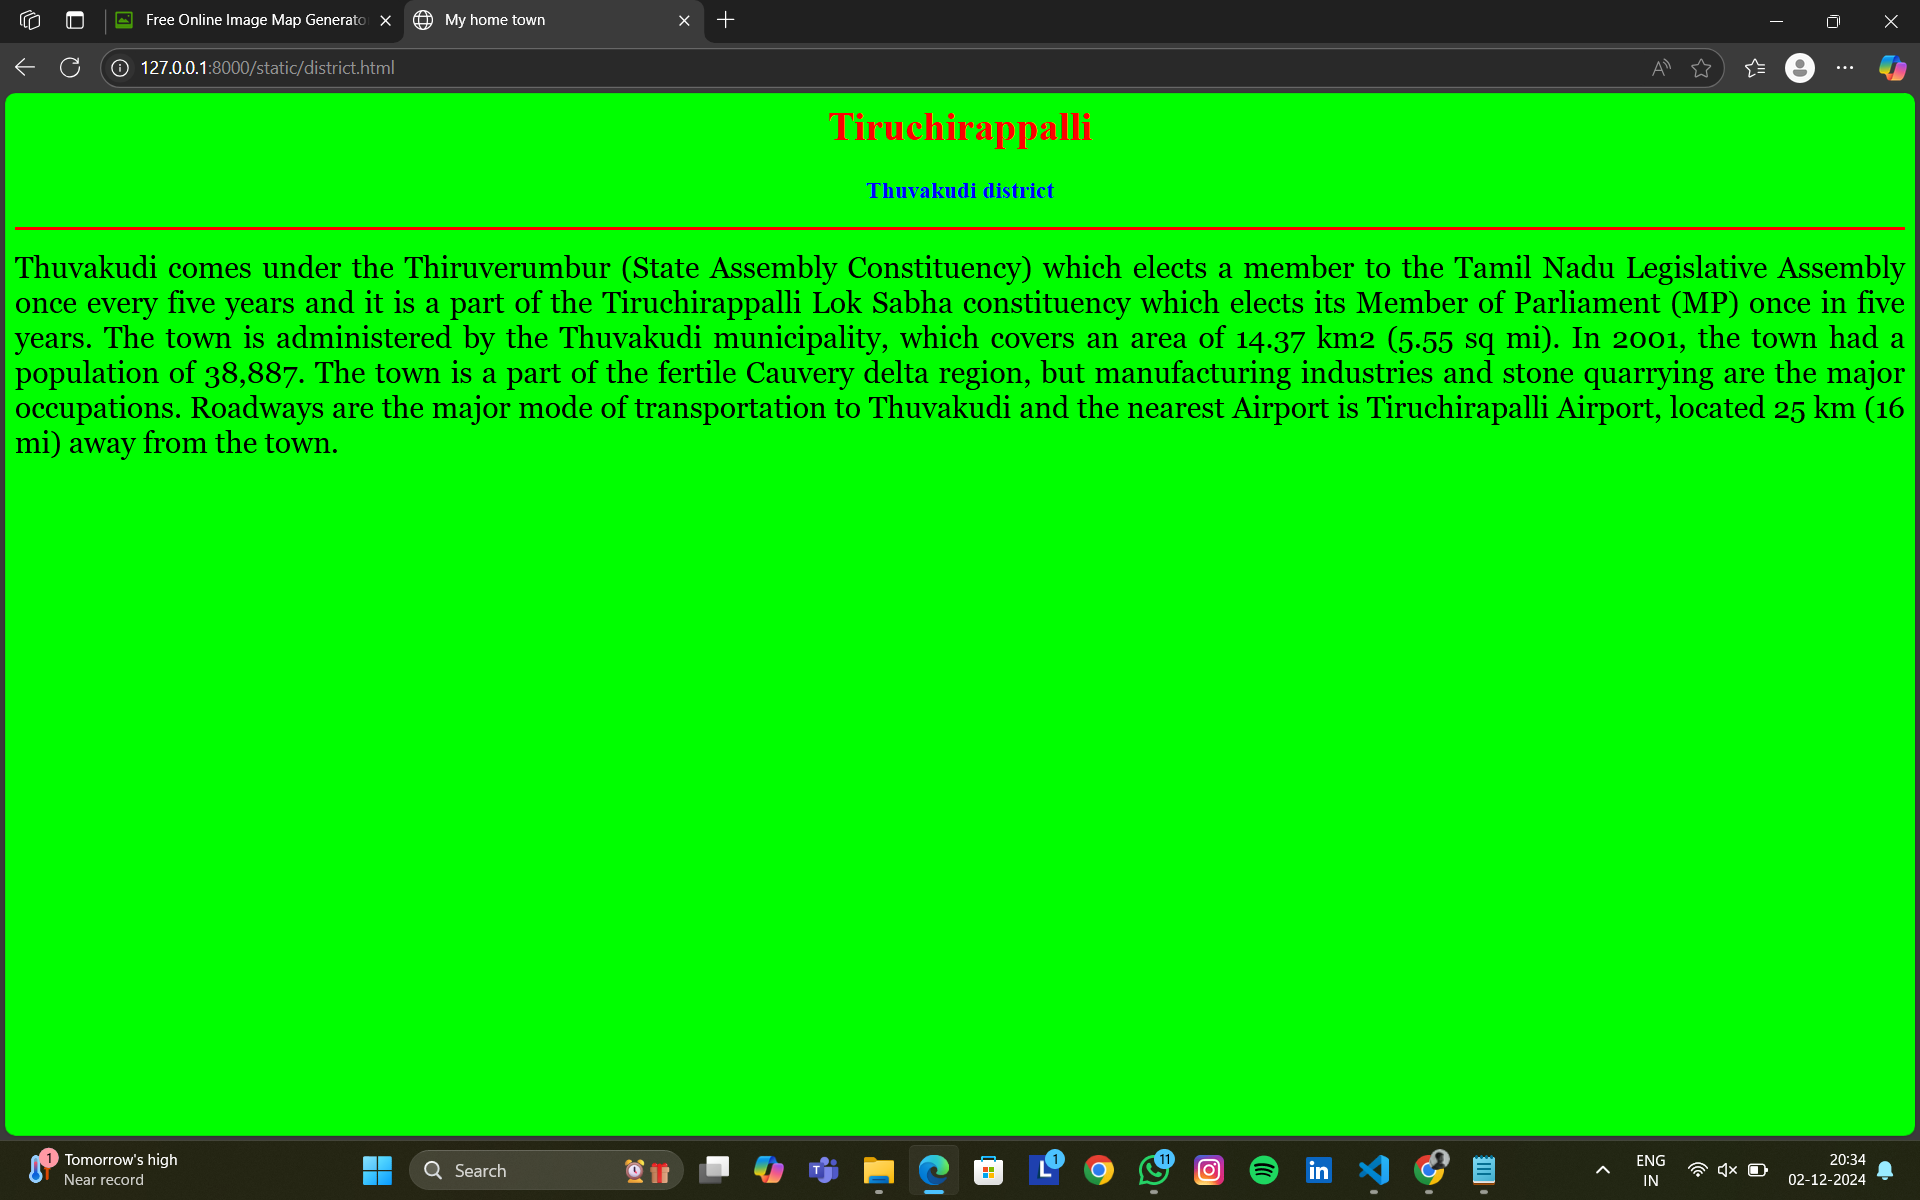 Free Online Image Map Generato
My home town
127.0.0.1:8000/static/district.html
Tiruchirappalli
Thuvakudi district
Thuvakudi comes under the Thiruverumbur (State Assembly Constituency) which elects a member to the Tamil Nadu Legislative Assembly
once every five years and it is a part of the Tiruchirappalli Lok Sabha constituency which elects its Member of Parliament (MP) once in five
years. The town is administered by the Thuvakudi municipality, which covers an area of 14.37 km2 (5.55 sq mi). In 2001, the town had a
population of 38,887. The town is a part of the fertile Cauvery delta region, but manufacturing industries and stone quarrying are the major
occupations. Roadways are the major mode of transportation to Thuvakudi and the nearest Airport is Tiruchirapalli Airport, located 25 km (16
mi) away from the town.
1
Tomorrow's high
Near record
Search
1
11
ENG
IN
20:34
02-12-2024